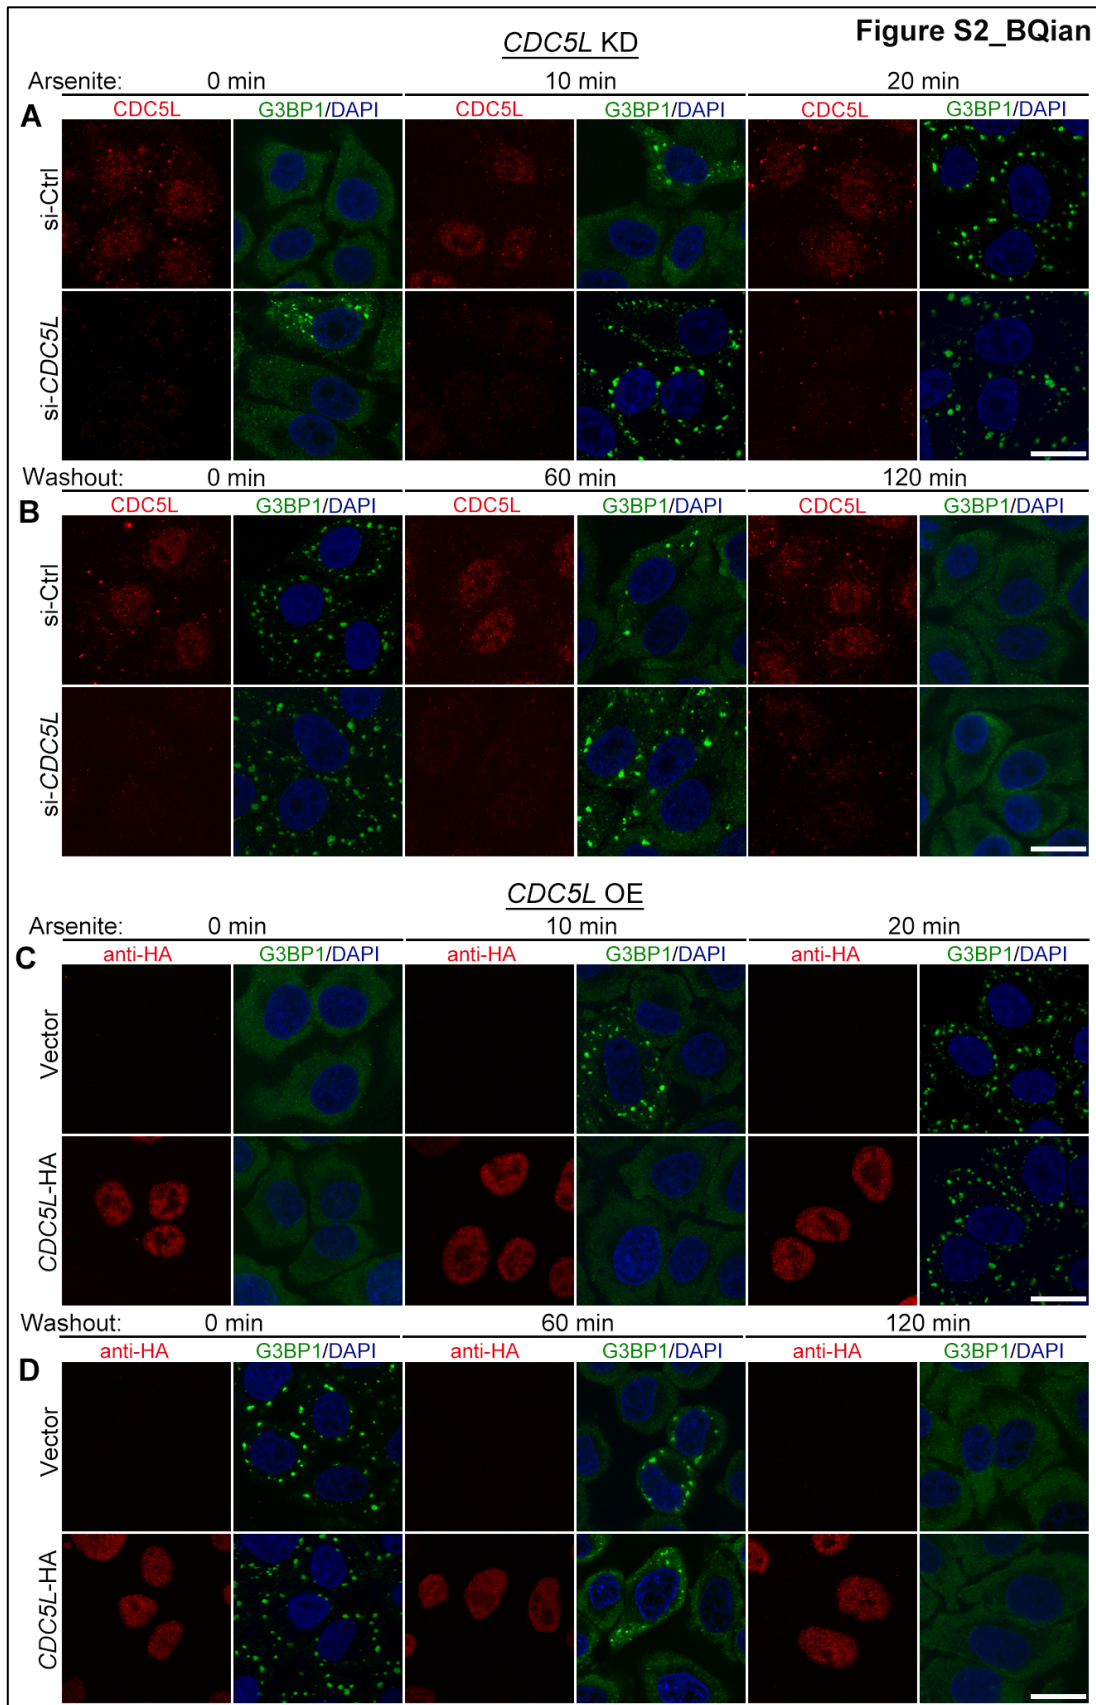 Figure S2_BQian
CDC5L KD
Arsenite: 0 min 10 min 20 min
A CDC5L G3BP1/DAPI CDC5L G3BP1/DAPI CDC5L G3BP1/DAPI
si-Ctrl
si-CDC5L
Washout: 0 min 60 min 120 min
B CDC5L G3BP1/DAPI CDC5L G3BP1/DAPI CDC5L G3BP1/DAPI
si-Ctrl
si-CDC5L
CDC5L OE
Arsenite: 0 min 10 min 20 min
C anti-HA G3BP1/DAPI anti-HA G3BP1/DAPI anti-HA G3BP1/DAPI
Vector
CDC5L-HA
Washout: 0 min 60 min 120 min
D anti-HA G3BP1/DAPI anti-HA G3BP1/DAPI anti-HA G3BP1/DAPI
Vector
CDC5L-HA